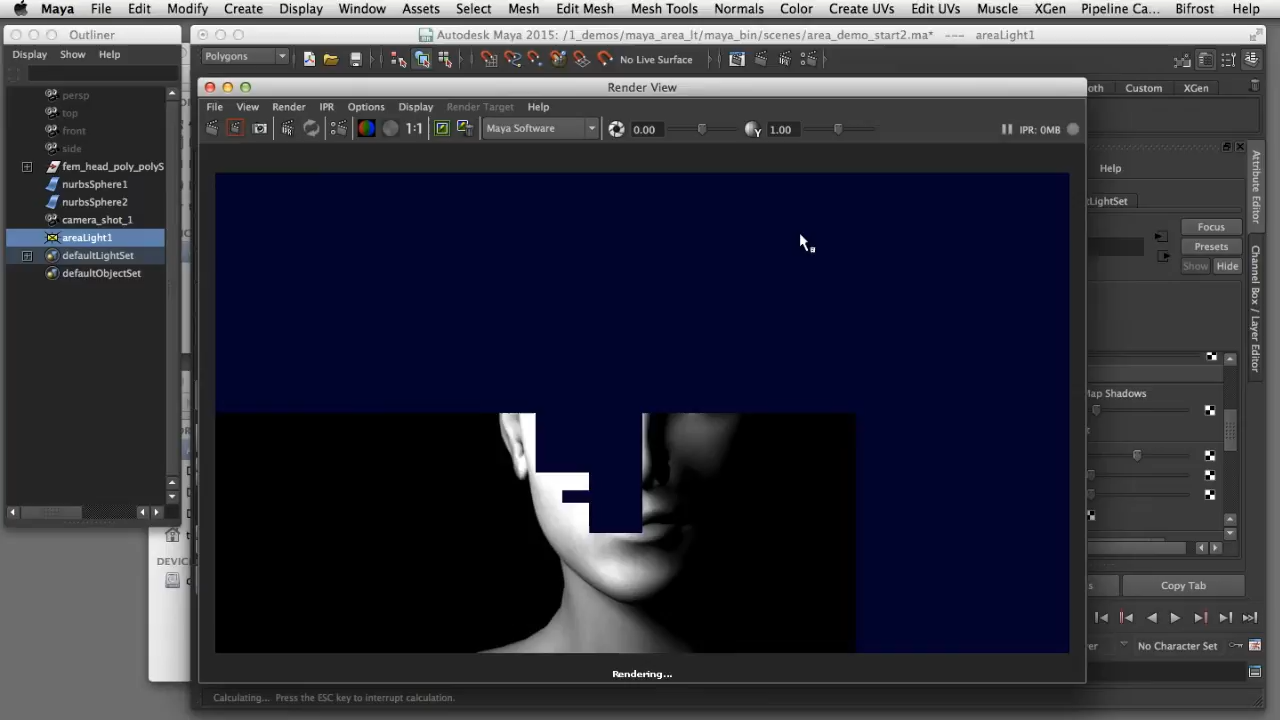 Maya File Edit Modify Create Display Window Assets Select Mesh Edit Mesh Mesh Tools Normals Color Create UVs Edit UVs Muscle XGen Pipeline Ca... Bifrost Help
Outliner
Autodesk Maya 2015: /1_demos/maya_area_lt/maya_bin/scenes/area_demo_start2.ma* --- areaLight1
Display Show Help
Polygons
No Live Surface
Render View
Custom XGen
File View Render IPR Options Display Render Target Help
1:1 Maya Software 0.00 1.00 IPR: 0MB
persp
top
front
side
fem_head_poly_polyS
nurbsSphere1
nurbsSphere2
camera_shot_1
areaLight1
defaultLightSet
defaultObjectSet
Help
Focus
Presets
Show Hide
Attribute Editor
Channel Box / Layer Editor
Map Shadows
Copy Tab
DEVIC
No Character Set
Rendering...
Calculating... Press the ESC key to interrupt calculation.